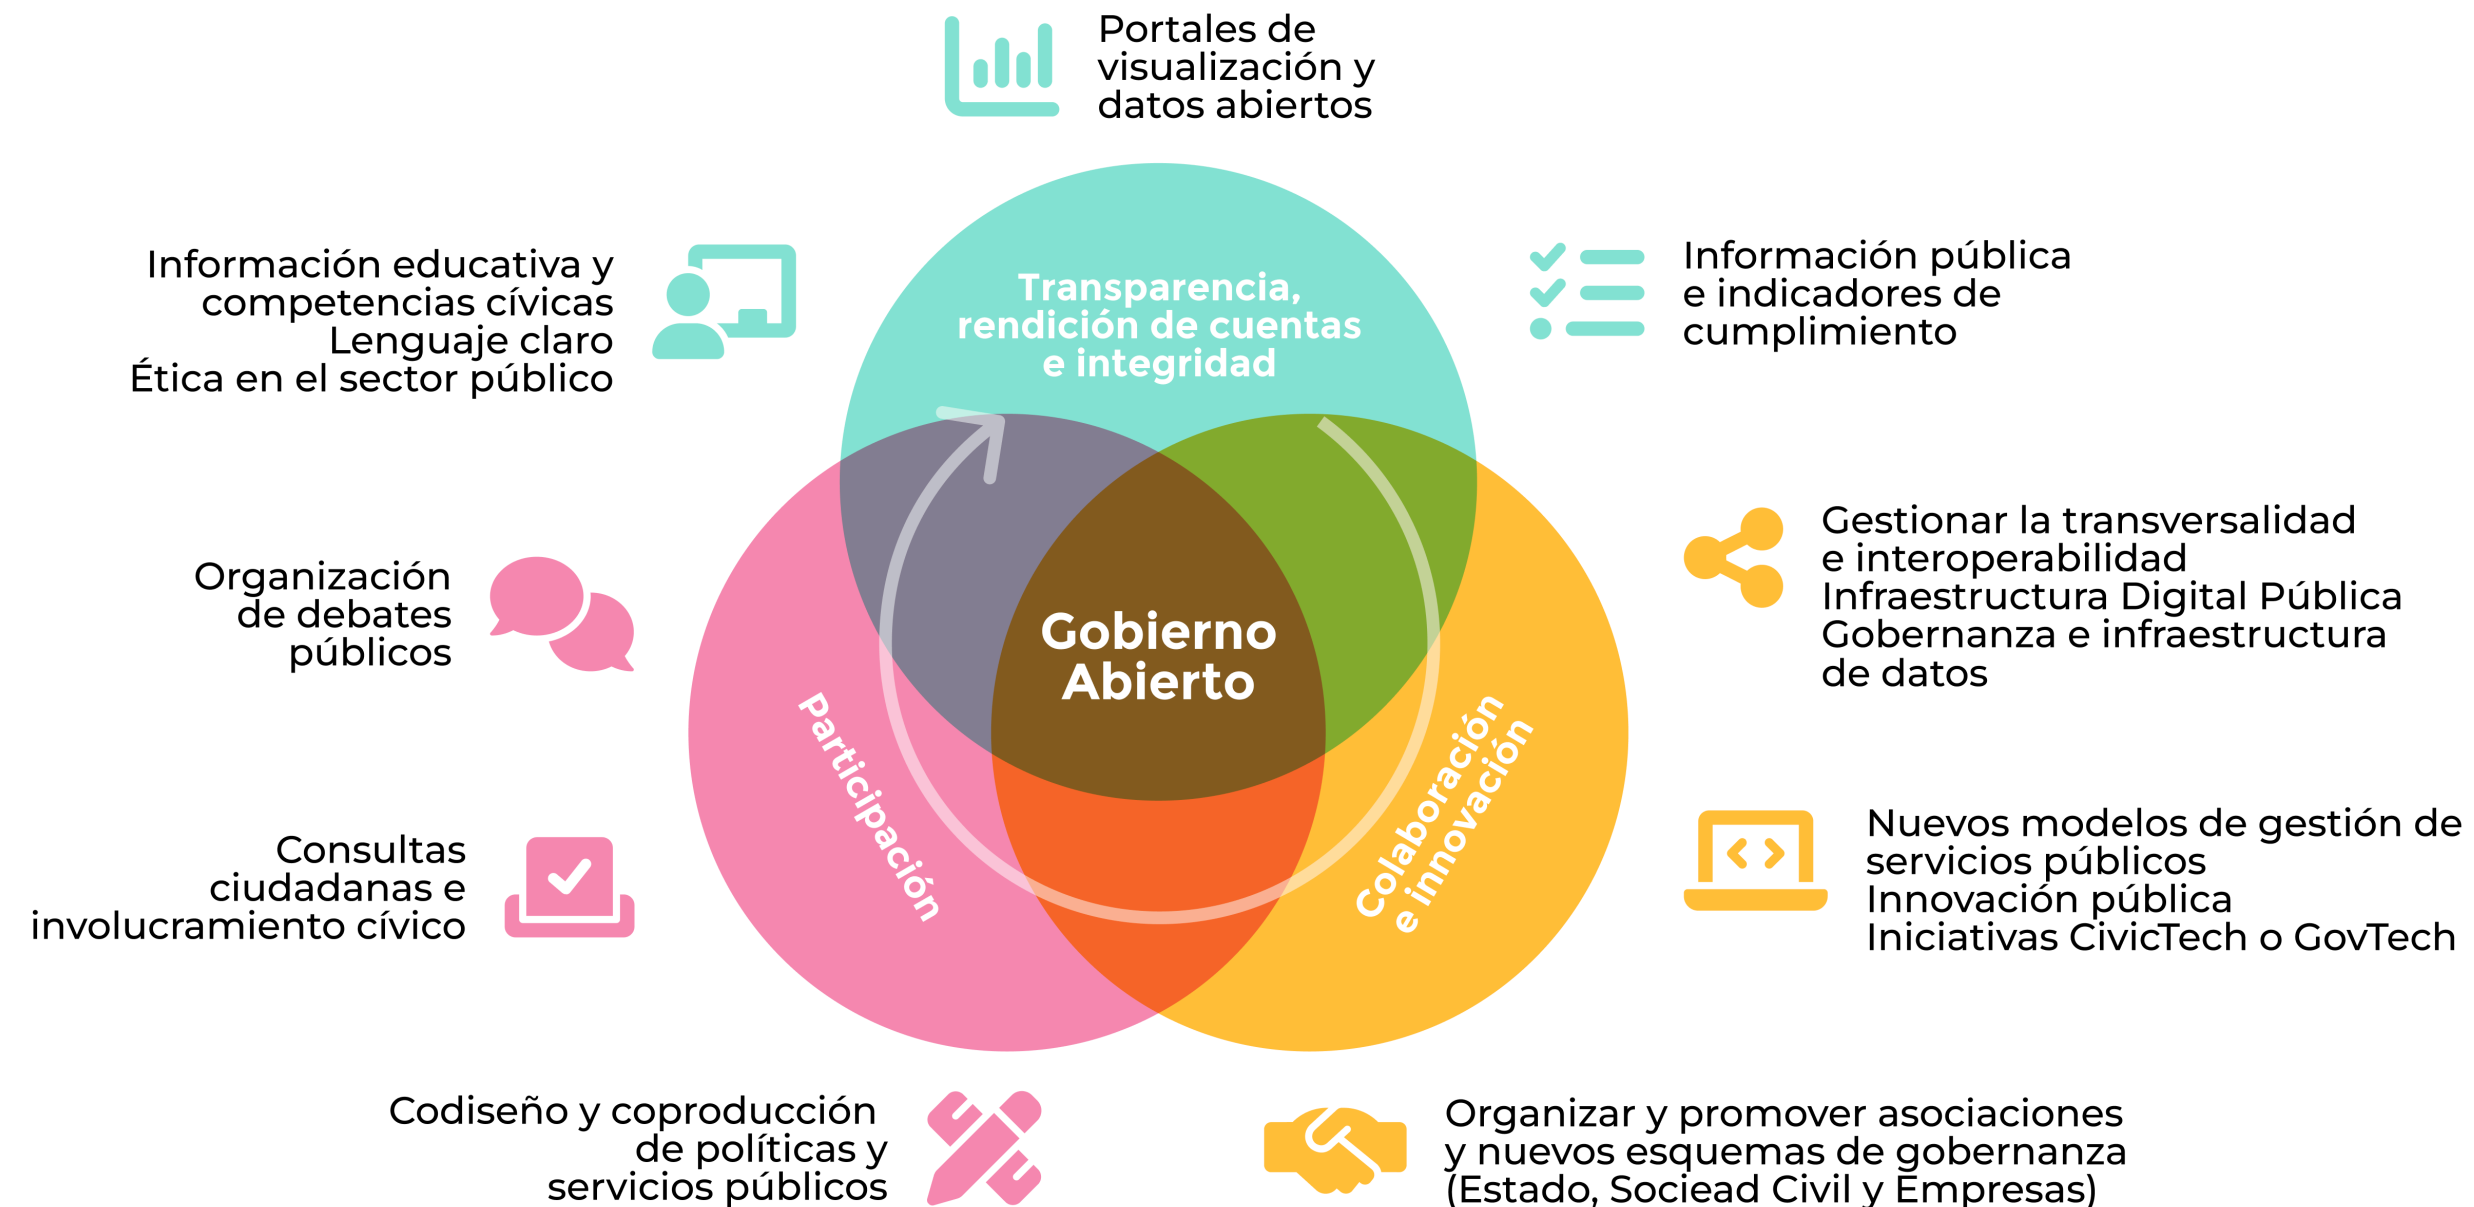 Portales de
visualización y
datos abiertos
Información educativa y
competencias cívicas
Lenguaje claro
Ética en el sector público
Transparencia,
rendición de cuentas
e integridad
Información pública
e indicadores de
cumplimiento
Organización
de debates
públicos
Gobierno
Abierto
Gestionar la transversalidad
e interoperabilidad
Infraestructura Digital Pública
Gobernanza e infraestructura
de datos
Participación
Colaboración
e innovación
Consultas
ciudadanas e
involucramiento cívico
Nuevos modelos de gestión de
servicios públicos
Innovación pública
Iniciativas CivicTech o GovTech
Codiseño y coproducción
de políticas y
servicios públicos
Organizar y promover asociaciones
y nuevos esquemas de gobernanza
(Estado, Sociead Civil y Empresas)